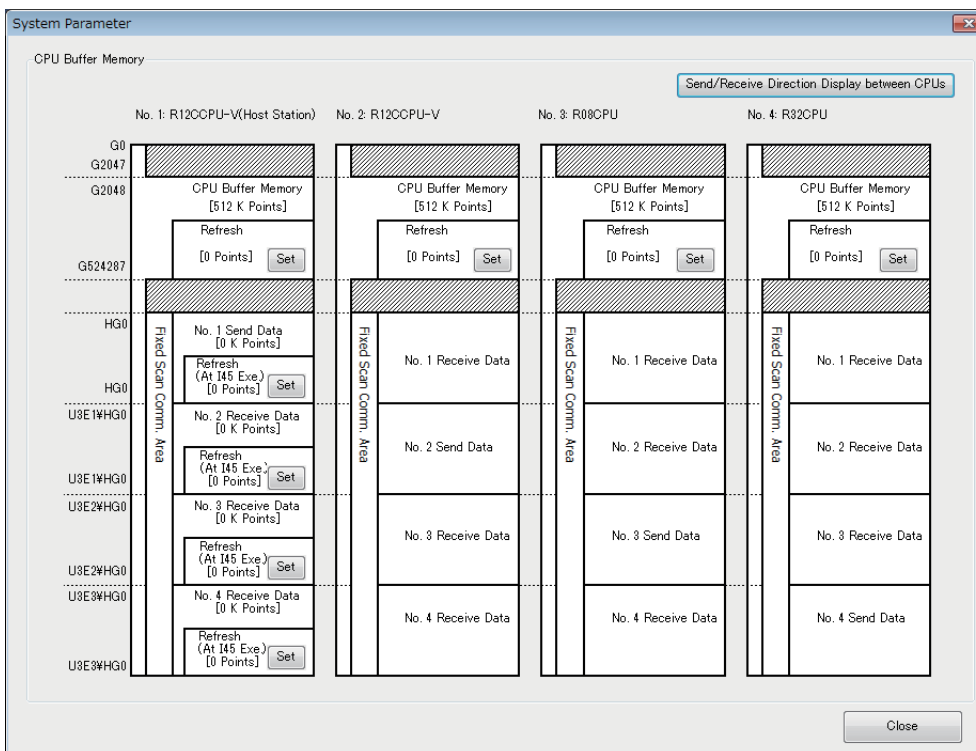 System Parameter
CPU Buffer Memory
Send/Receive Direction Display between CPUs
No. 1: R12CCPU-V(Host Station)
No. 2: R12CCPU-V
No. 3: R08CPU
No. 4: R32CPU
G0
G2047
G2048
G524287
HG0
HG0
U3E1¥HG0
U3E1¥HG0
U3E2¥HG0
U3E2¥HG0
U3E3¥HG0
U3E3¥HG0
CPU Buffer Memory
[512 K Points]
Refresh
[0 Points]
Set
Fixed Scan Comm. Area
No. 1 Send Data
[0 K Points]
Refresh
(At I45 Exe.)
[0 Points]
Set
No. 2 Receive Data
[0 K Points]
Refresh
(At I45 Exe.)
[0 Points]
Set
No. 3 Receive Data
[0 K Points]
Refresh
(At I45 Exe.)
[0 Points]
Set
No. 4 Receive Data
[0 K Points]
Refresh
(At I45 Exe.)
[0 Points]
Set
CPU Buffer Memory
[512 K Points]
Refresh
[0 Points]
Set
Fixed Scan Comm. Area
No. 1 Receive Data
No. 2 Send Data
No. 3 Receive Data
No. 4 Receive Data
CPU Buffer Memory
[512 K Points]
Refresh
[0 Points]
Set
Fixed Scan Comm. Area
No. 1 Receive Data
No. 2 Receive Data
No. 3 Send Data
No. 4 Receive Data
CPU Buffer Memory
[512 K Points]
Refresh
[0 Points]
Set
Fixed Scan Comm. Area
No. 1 Receive Data
No. 2 Receive Data
No. 3 Receive Data
No. 4 Send Data
Close